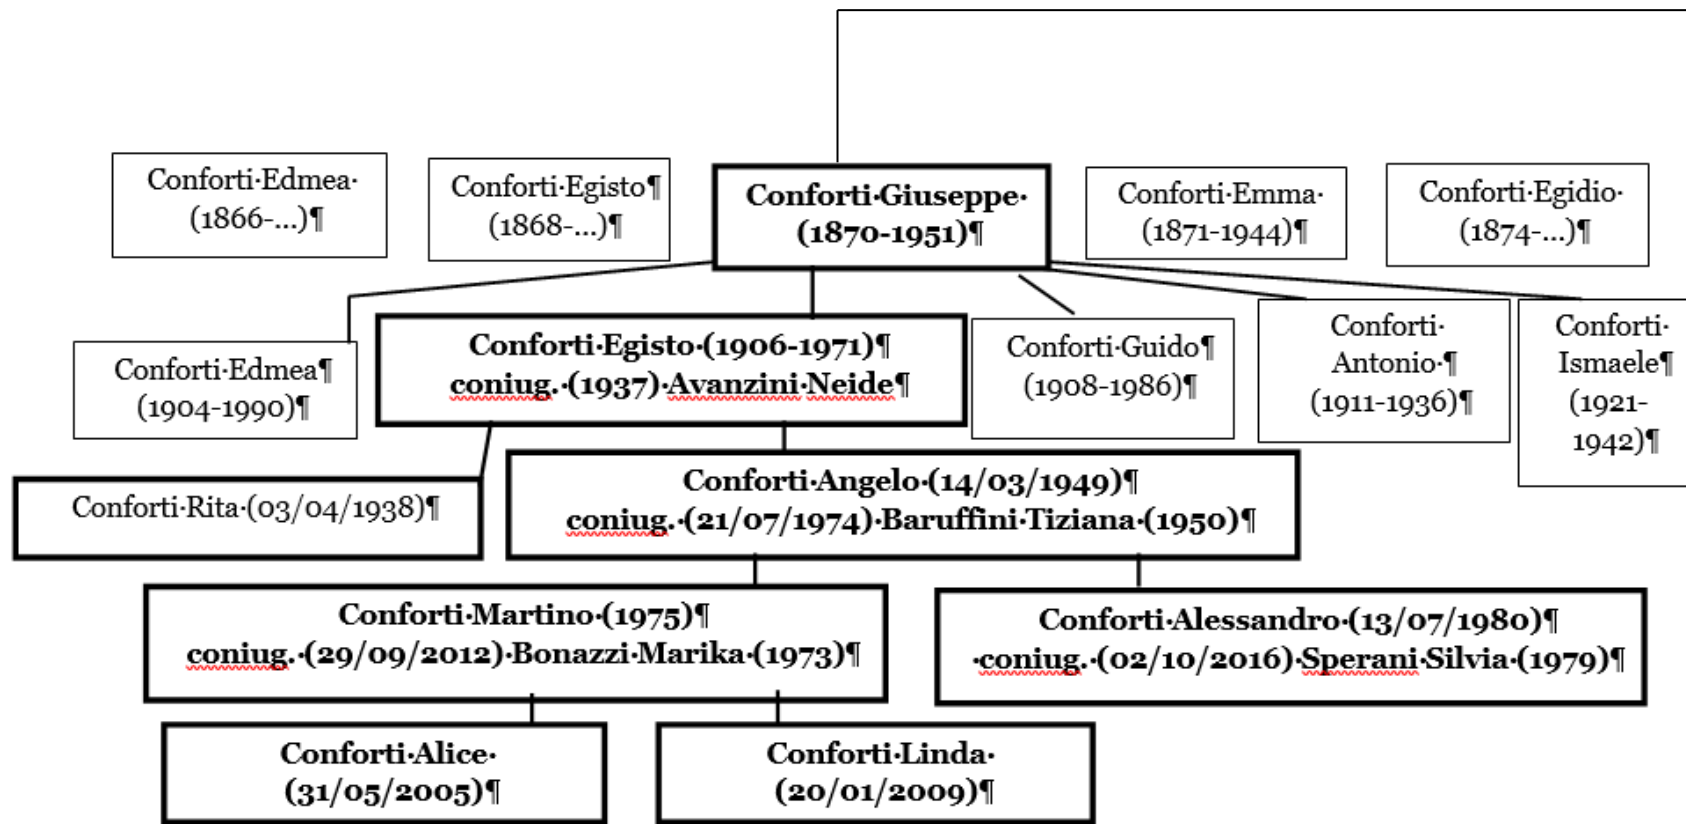 Conforti·Edmea·
(1866-...)¶
Conforti·Egisto¶
(1868-...)¶
Conforti·Giuseppe·
(1870-1951)¶
Conforti·Emma·
(1871-1944)¶
Conforti·Egidio·
(1874-...)¶
Conforti·Edmea¶
(1904-1990)¶
Conforti·Egisto·(1906-1971)¶
coniug.·(1937)·Avanzini·Neide¶
Conforti·Guido¶
(1908-1986)¶
Conforti·
Antonio·¶
(1911-1936)¶
Conforti·
Ismaele¶
(1921-
1942)¶
Conforti·Rita·(03/04/1938)¶
Conforti·Angelo·(14/03/1949)¶
coniug.·(21/07/1974)·Baruffini·Tiziana·(1950)¶
Conforti·Martino·(1975)¶
coniug.·(29/09/2012)·Bonazzi·Marika·(1973)¶
Conforti·Alessandro·(13/07/1980)¶
·coniug.·(02/10/2016)·Sperani·Silvia·(1979)¶
Conforti·Alice·
(31/05/2005)¶
Conforti·Linda·
(20/01/2009)¶